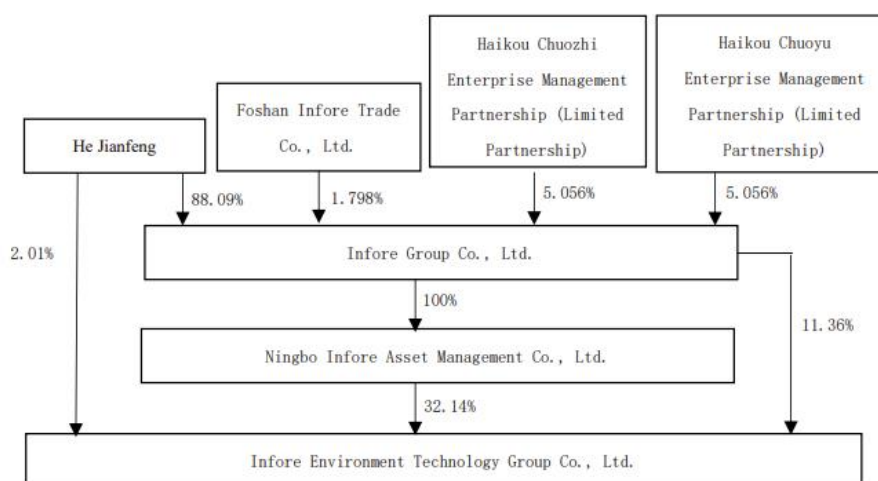 Haikou Chuozhi
Enterprise Management
Partnership (Limited
Partnership)
Haikou Chuoyu
Enterprise Management
Partnership (Limited
Partnership)
Foshan Infore Trade
Co., Ltd.
He Jianfeng
88.09%
1.798%
5.056%
5.056%
2.01%
Infore Group Co., Ltd.
100%
11.36%
Ningbo Infore Asset Management Co., Ltd.
32.14%
Infore Environment Technology Group Co., Ltd.